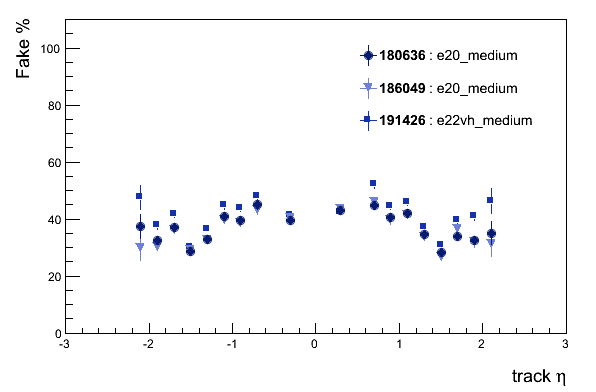 Fake %
100
80
60
40
20
0
-3
-2
-1
0
1
2
3
track η
180636 : e20_medium
186049 : e20_medium
191426 : e22vh_medium